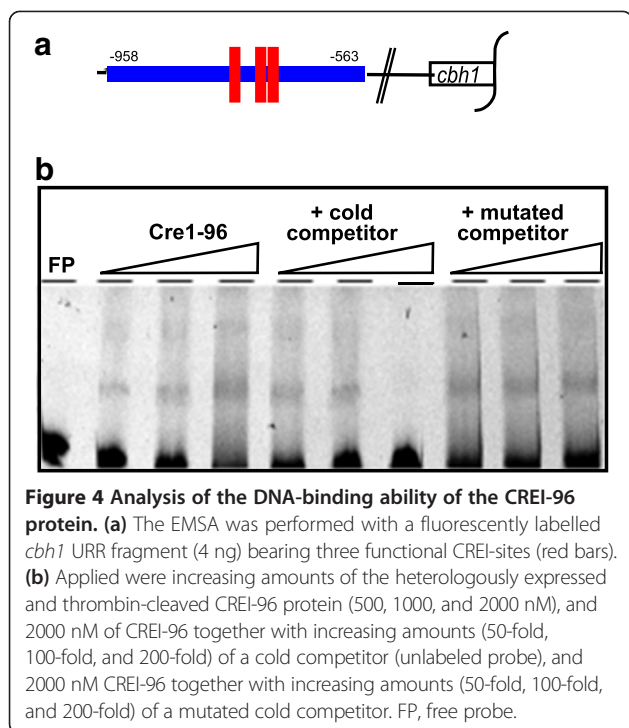 a
-958
-563
cbh1
b
FP
Cre1-96
+ cold
competitor
+ mutated
competitor
Figure 4 Analysis of the DNA-binding ability of the CREI-96
protein. (a) The EMSA was performed with a fluorescently labelled
cbh1 URR fragment (4 ng) bearing three functional CREI-sites (red bars).
(b) Applied were increasing amounts of the heterologously expressed
and thrombin-cleaved CREI-96 protein (500, 1000, and 2000 nM), and
2000 nM of CREI-96 together with increasing amounts (50-fold,
100-fold, and 200-fold) of a cold competitor (unlabeled probe), and
2000 nM CREI-96 together with increasing amounts (50-fold, 100-fold,
and 200-fold) of a mutated cold competitor. FP, free probe.